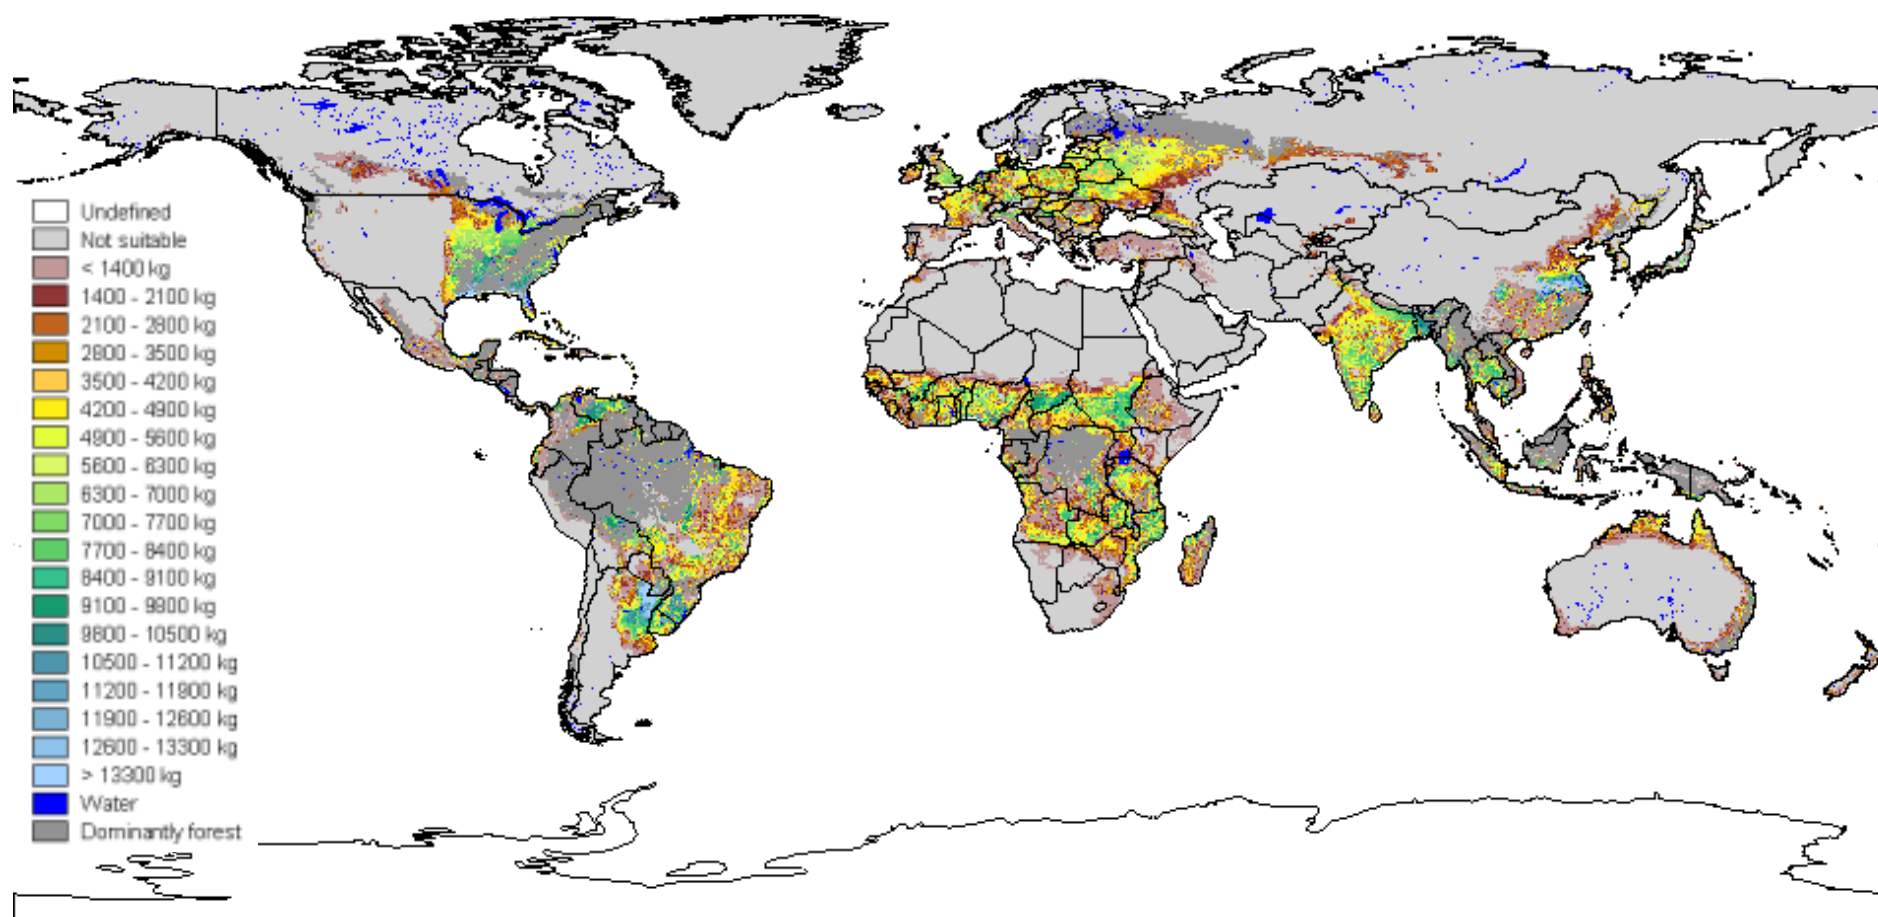 Undefined
Not suitable
< 1400 kg
1400 - 2100 kg
2100 - 2800 kg
2800 - 3500 kg
3500 - 4200 kg
4200 - 4900 kg
4900 - 5600 kg
5600 - 6300 kg
6300 - 7000 kg
7000 - 7700 kg
7700 - 8400 kg
8400 - 9100 kg
9100 - 9800 kg
9800 - 10500 kg
10500 - 11200 kg
11200 - 11900 kg
11900 - 12600 kg
12600 - 13300 kg
> 13300 kg
Water
Dominantly forest